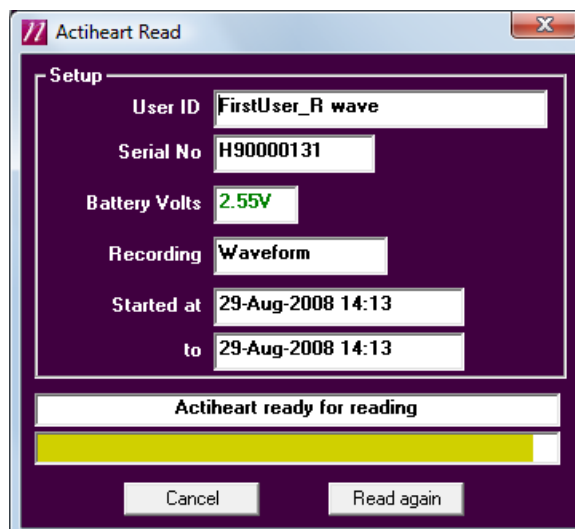 Actiheart Read
Setup
User ID FirstUser_R wave
Serial No H90000131
Battery Volts 2.55V
Recording Waveform
Started at 29-Aug-2008 14:13
to 29-Aug-2008 14:13
Actiheart ready for reading
Cancel Read again